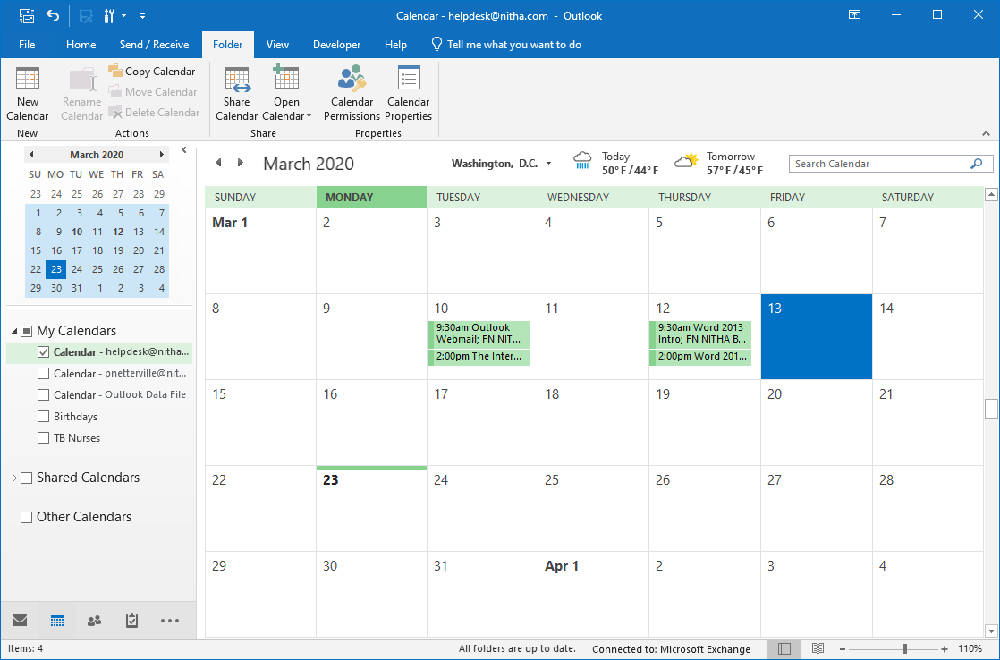 Calendar - helpdesk@nitha.com - Outlook
File Home Send / Receive Folder View Developer Help Tell me what you want to do
New Calendar
Rename Calendar
Copy Calendar
Move Calendar
Delete Calendar
Share Calendar
Open Calendar
Calendar Permissions
Calendar Properties
New Actions Share Properties
March 2020
SU MO TU WE TH FR SA
23 24 25 26 27 28 29
1 2 3 4 5 6 7
8 9 10 11 12 13 14
15 16 17 18 19 20 21
22 23 24 25 26 27 28
29 30 31 1 2 3 4
My Calendars
Calendar - helpdesk@nitha...
Calendar - pnetterville@nit...
Calendar - Outlook Data File
Birthdays
TB Nurses
Shared Calendars
Other Calendars
March 2020
Washington, D.C.
Today
50°F/44°F
Tomorrow
57°F/45°F
Search Calendar
SUNDAY MONDAY TUESDAY WEDNESDAY THURSDAY FRIDAY SATURDAY
Mar 1 2 3 4 5 6 7
8 9 10 11 12 13 14
9:30am Outlook
Webmail; FN NIT...
2:00pm The Inter...
9:30am Word 2013
Intro; FN NITHA B...
2:00pm Word 201...
15 16 17 18 19 20 21
22 23 24 25 26 27 28
29 30 31 Apr 1 2 3 4
Items: 4
All folders are up to date.
Connected to: Microsoft Exchange
110%